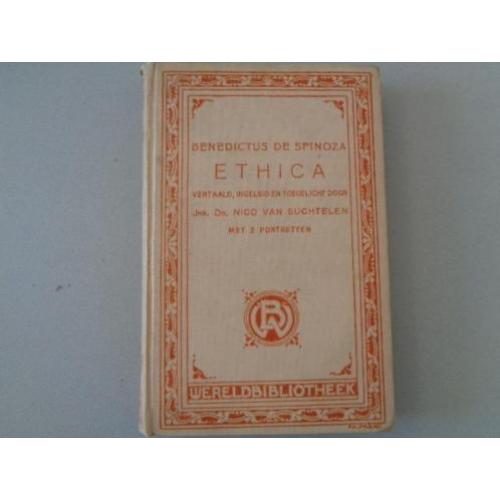 BENEDICTUS DE SPINOZA
ETHICA
VERTAALD, INGELEID EN TOEGELICHT DOOR
JHR. DR. NICO VAN SUCHTELEN
MET 2 PORTRETTEN
WB
WERELDBIBLIOTHEEK